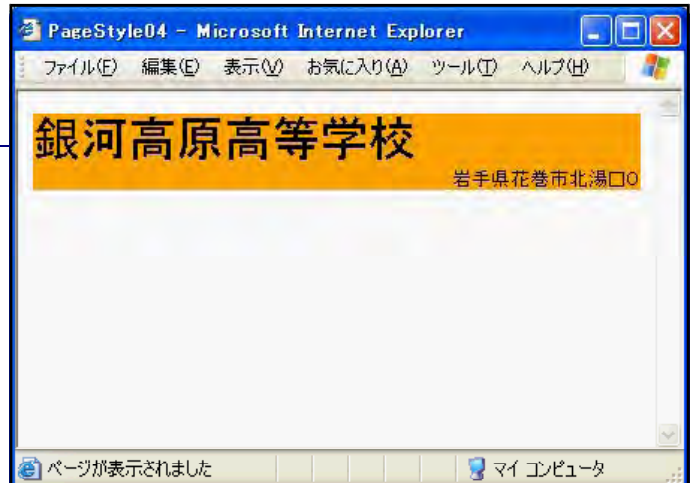 PageStyle04 - Microsoft Internet Explorer
ファイル(F) 編集(E) 表示(V) お気に入り(A) ツール(T) ヘルプ(H)
銀河高原高等学校
岩手県花巻市北湯口0
ページが表示されました
マイ コンピュータ